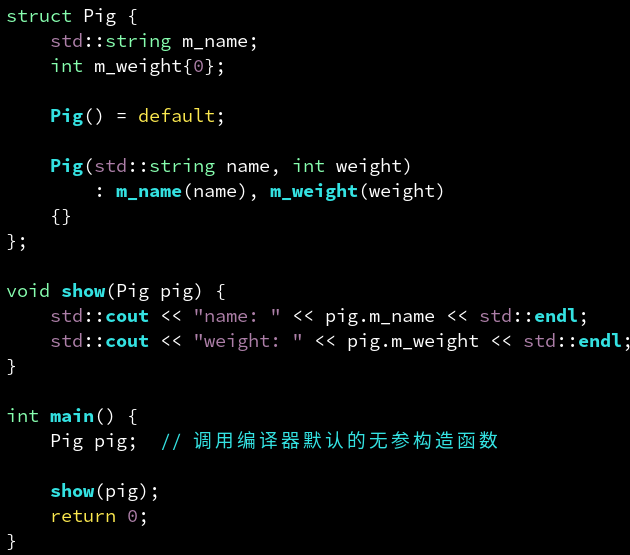 struct Pig {
    std::string m_name;
    int m_weight{0};

    Pig() = default;

    Pig(std::string name, int weight)
        : m_name(name), m_weight(weight)
    {}
};

void show(Pig pig) {
    std::cout << "name: " << pig.m_name << std::endl;
    std::cout << "weight: " << pig.m_weight << std::endl;
}

int main() {
    Pig pig;  // 调用编译器默认的无参构造函数

    show(pig);
    return 0;
}